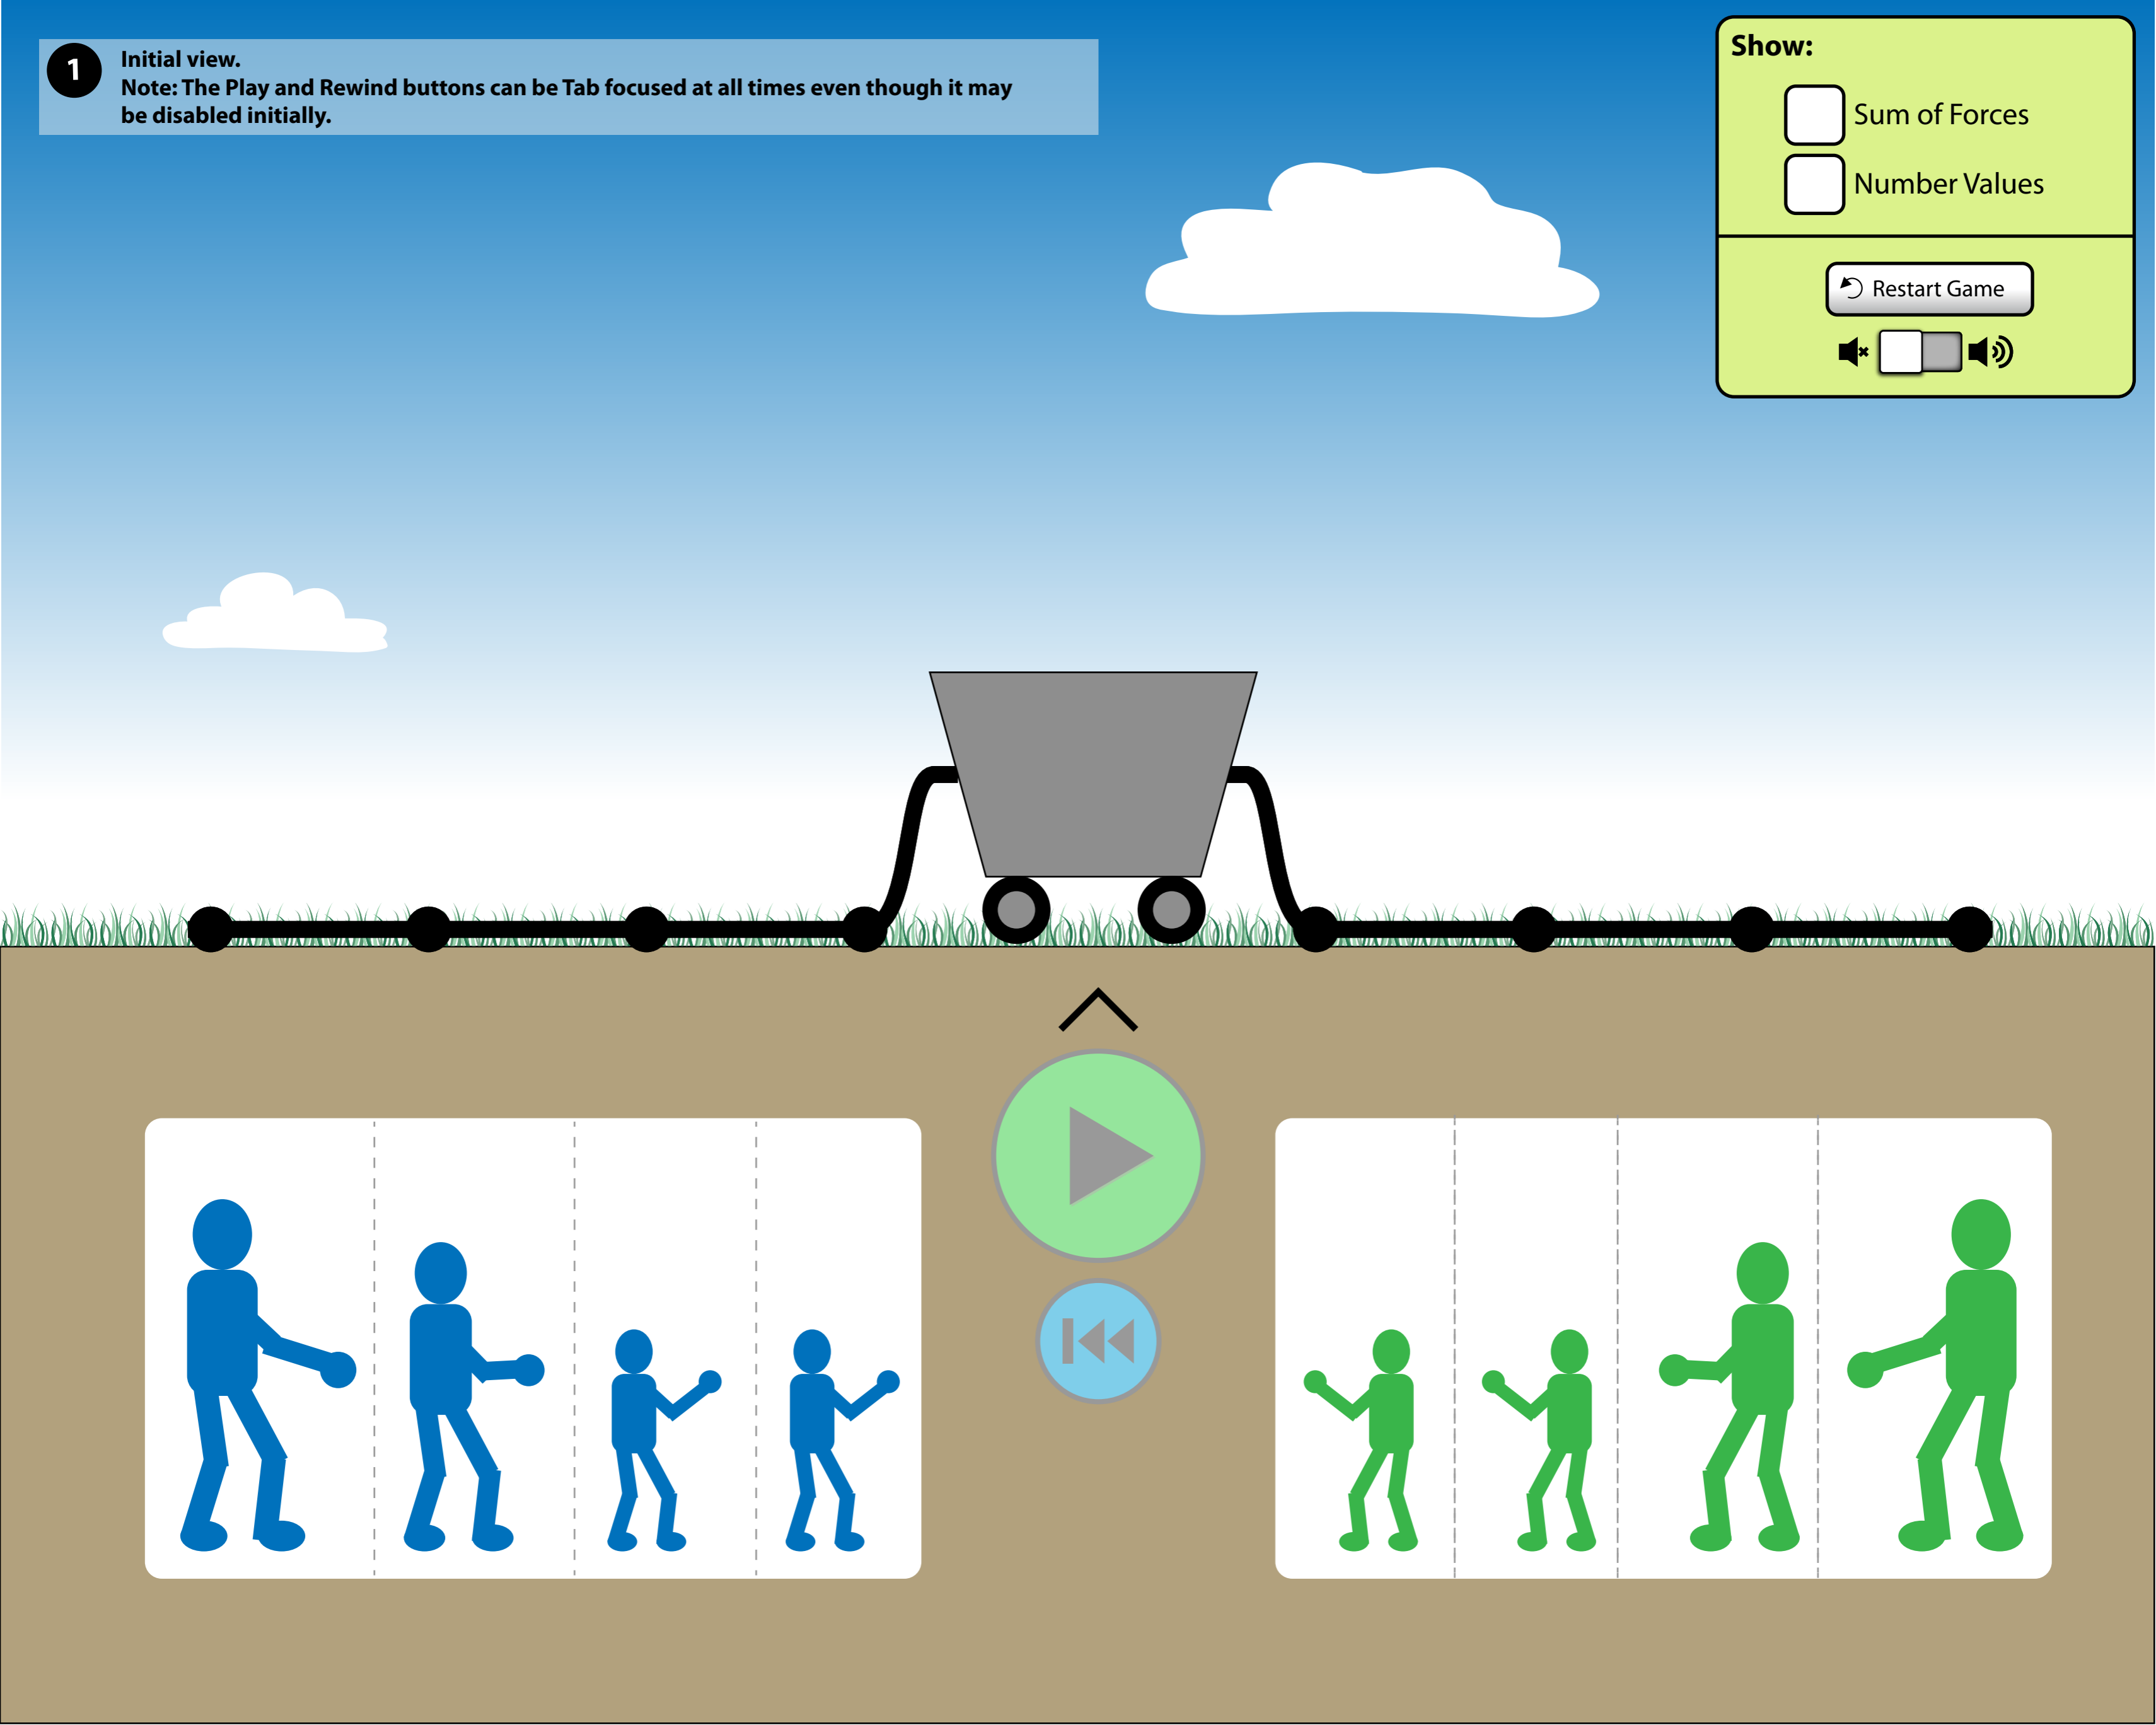 1
Initial view.
Note: The Play and Rewind buttons can be Tab focused at all times even though it may
be disabled initially.
Show:
Sum of Forces
Number Values
Restart Game